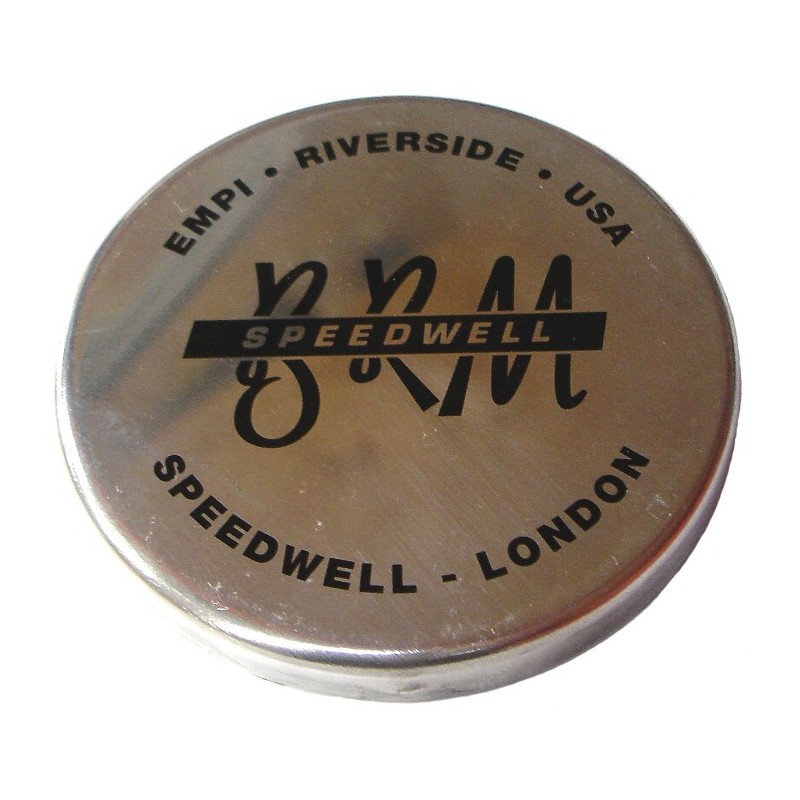 EMPI • RIVERSIDE • USA
BRM
SPEEDWELL
SPEEDWELL - LONDON